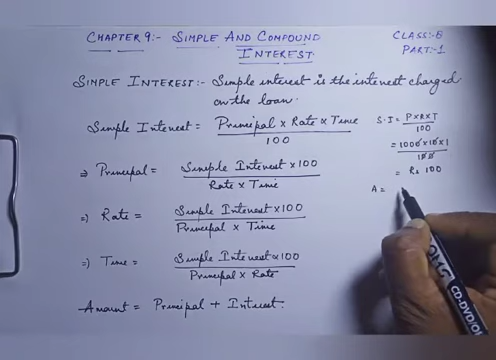 CHAPTER 9:- SIMPLE AND COMPOUND INTEREST
CLASS:- 8
PART:- 1
SIMPLE INTEREST:- Simple interest is the interest charged
on the loan.
Simple Interest = Principal × Rate × Time / 100
⇒ Principal = Simple Interest × 100 / Rate × Time
⇒ Rate = Simple Interest × 100 / Principal × Time
⇒ Time = Simple Interest × 100 / Principal × Rate
Amount = Principal + Interest.
S.I = P×R×T / 100
= 1000×10×1 / 100
= Rs 100
A =
CD-DVD/